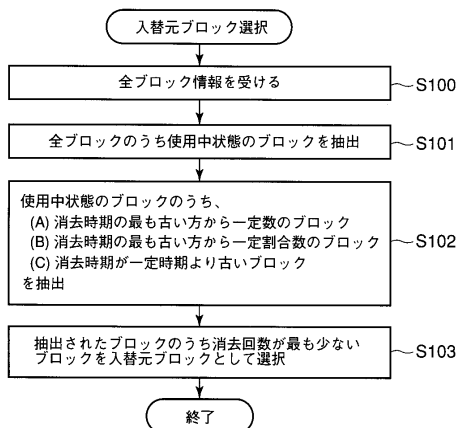 入替元ブロック選択
全ブロック情報を受ける
S100
全ブロックのうち使用中状態のブロックを抽出
S101
使用中状態のブロックのうち、
(A) 消去時期の最も古い方から一定数のブロック
(B) 消去時期の最も古い方から一定割合数のブロック
(C) 消去時期が一定時期より古いブロック
を抽出
S102
抽出されたブロックのうち消去回数が最も少ない
ブロックを入替元ブロックとして選択
S103
終了